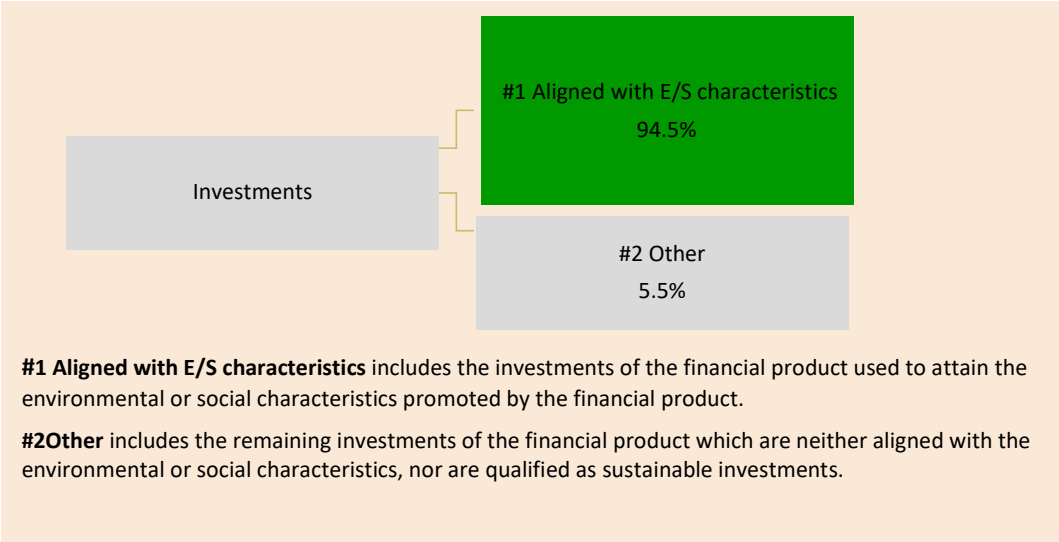 #1 Aligned with E/S characteristics
94.5%
Investments
#2 Other
5.5%
#1 Aligned with E/S characteristics includes the investments of the financial product used to attain the
environmental or social characteristics promoted by the financial product.
#2Other includes the remaining investments of the financial product which are neither aligned with the
environmental or social characteristics, nor are qualified as sustainable investments.